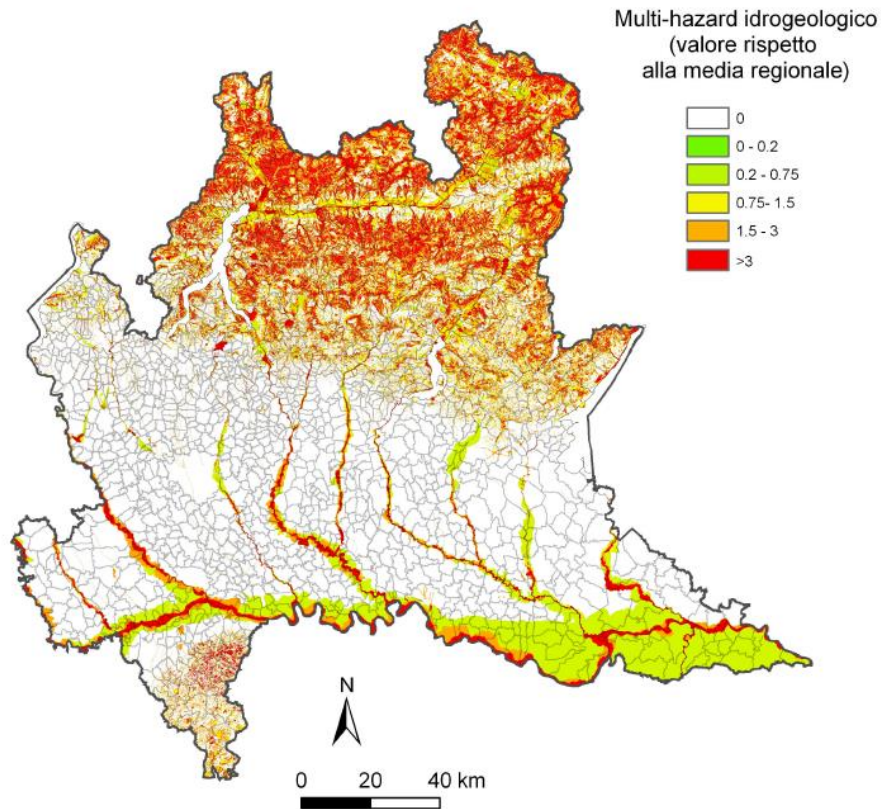 Multi-hazard idrogeologico
(valore rispetto
alla media regionale)
0
0 - 0.2
0.2 - 0.75
0.75- 1.5
1.5 - 3
>3
N
0 20 40 km